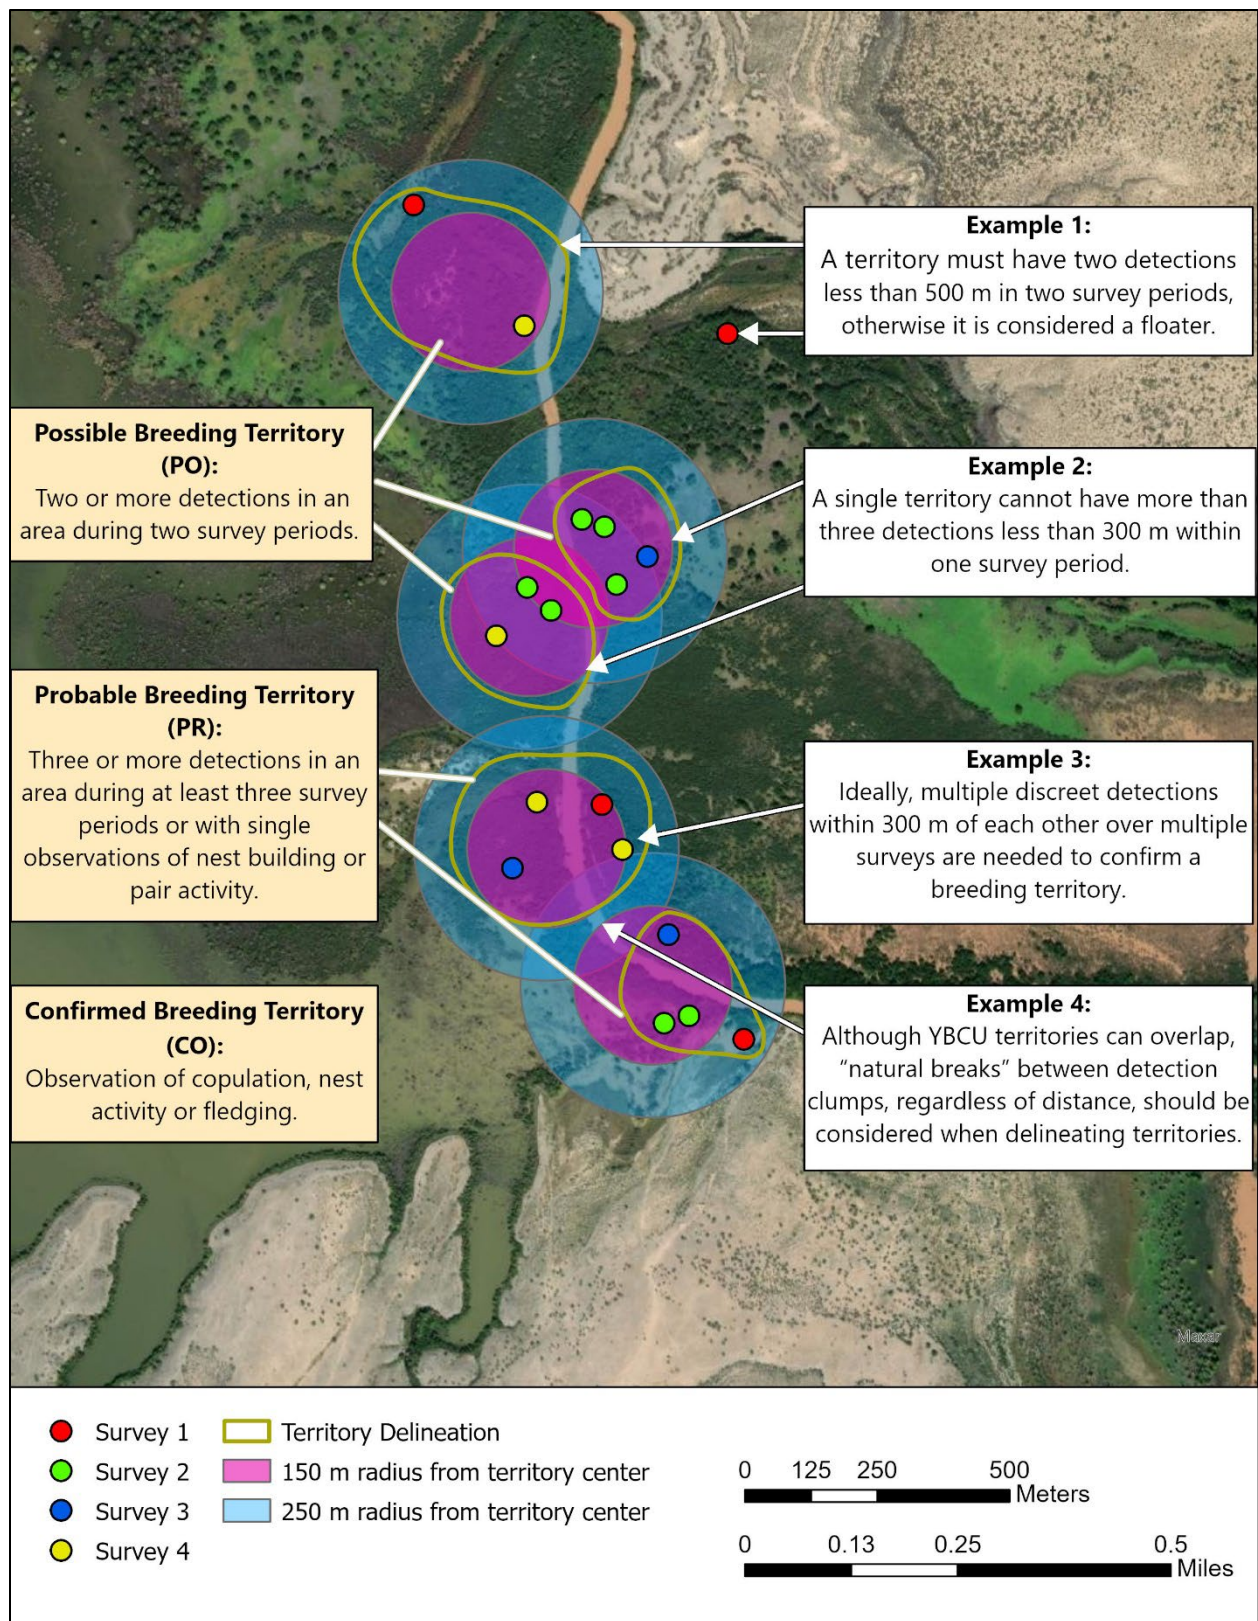 Example 1:
A territory must have two detections
less than 500 m in two survey periods,
otherwise it is considered a floater.
Possible Breeding Territory
(PO):
Two or more detections in an
area during two survey periods.
Example 2:
A single territory cannot have more than
three detections less than 300 m within
one survey period.
Probable Breeding Territory
(PR):
Three or more detections in an
area during at least three survey
periods or with single
observations of nest building or
pair activity.
Example 3:
Ideally, multiple discreet detections
within 300 m of each other over multiple
surveys are needed to confirm a
breeding territory.
Confirmed Breeding Territory
(CO):
Observation of copulation, nest
activity or fledging.
Example 4:
Although YBCU territories can overlap,
“natural breaks” between detection
clumps, regardless of distance, should be
considered when delineating territories.
Maxar
Survey 1
Survey 2
Survey 3
Survey 4
Territory Delineation
150 m radius from territory center
250 m radius from territory center
0 125 250 500
Meters
0 0.13 0.25 0.5
Miles